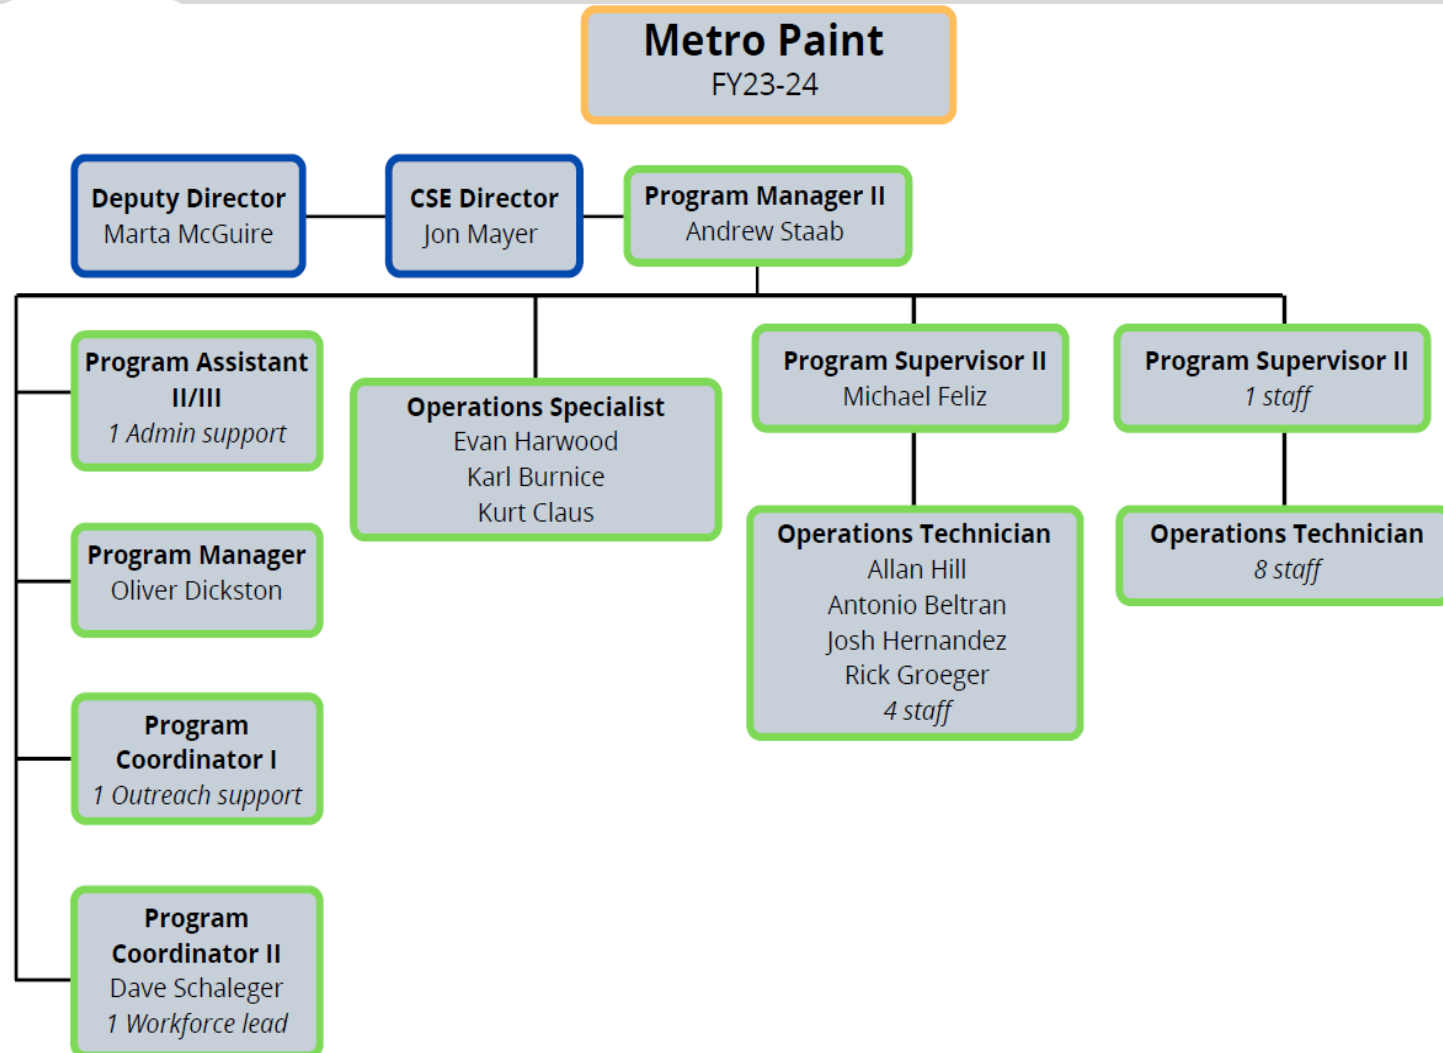 Metro Paint
FY23-24
Deputy Director
Marta McGuire
CSE Director
Jon Mayer
Program Manager II
Andrew Staab
Program Assistant
II/III
1 Admin support
Operations Specialist
Evan Harwood
Karl Burnice
Kurt Claus
Program Supervisor II
Michael Feliz
Program Supervisor II
1 staff
Program Manager
Oliver Dickston
Operations Technician
Allan Hill
Antonio Beltran
Josh Hernandez
Rick Groeger
4 staff
Operations Technician
8 staff
Program
Coordinator I
1 Outreach support
Program
Coordinator II
Dave Schaleger
1 Workforce lead